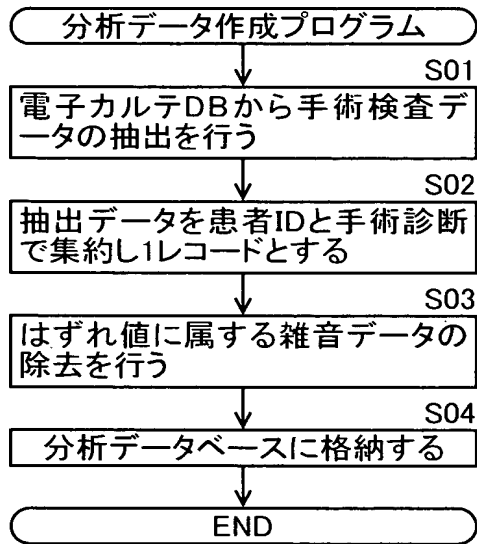 分析データ作成プログラム
S01
電子カルテDBから手術検査デ
ータの抽出を行う
S02
抽出データを患者IDと手術診断
で集約し1レコードとする
S03
はずれ値に属する雑音データの
除去を行う
S04
分析データベースに格納する
END